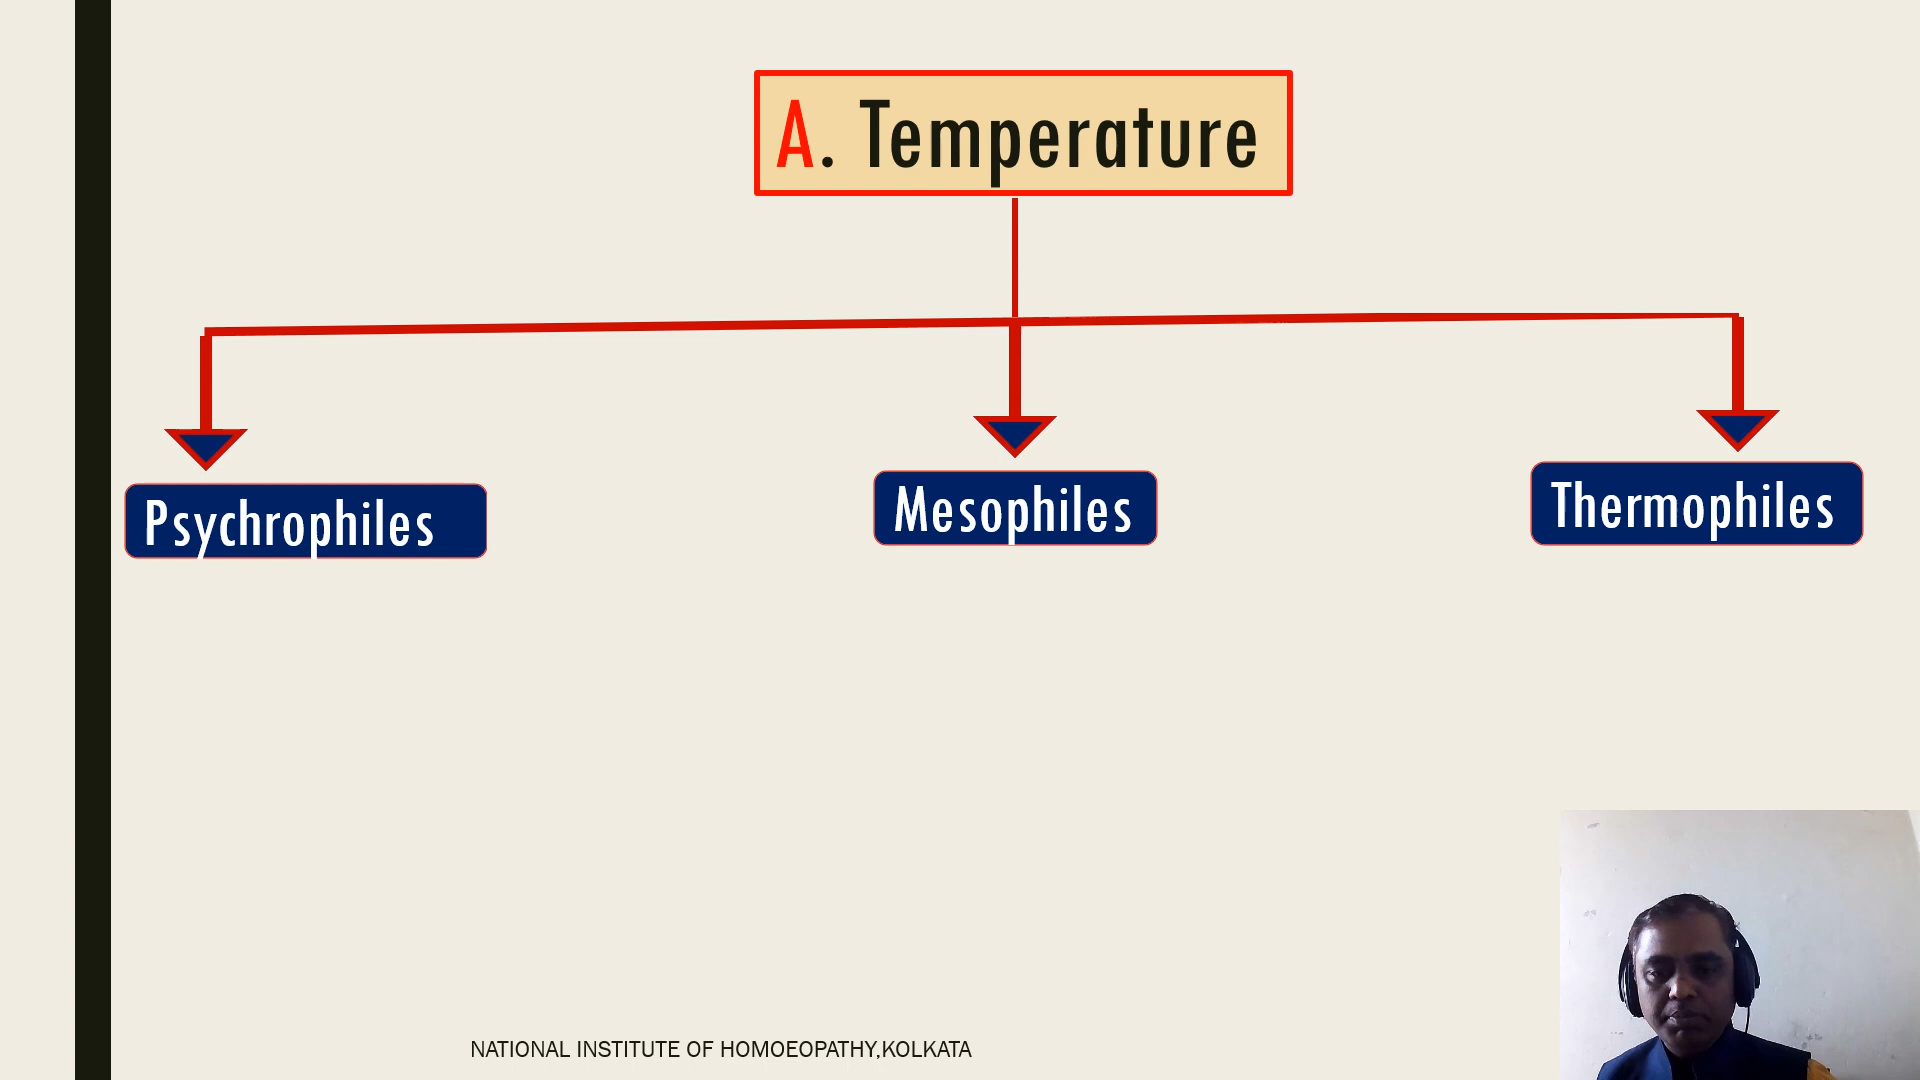 A. Temperature
Psychrophiles
Mesophiles
Thermophiles
NATIONAL INSTITUTE OF HOMOEOPATHY,KOLKATA